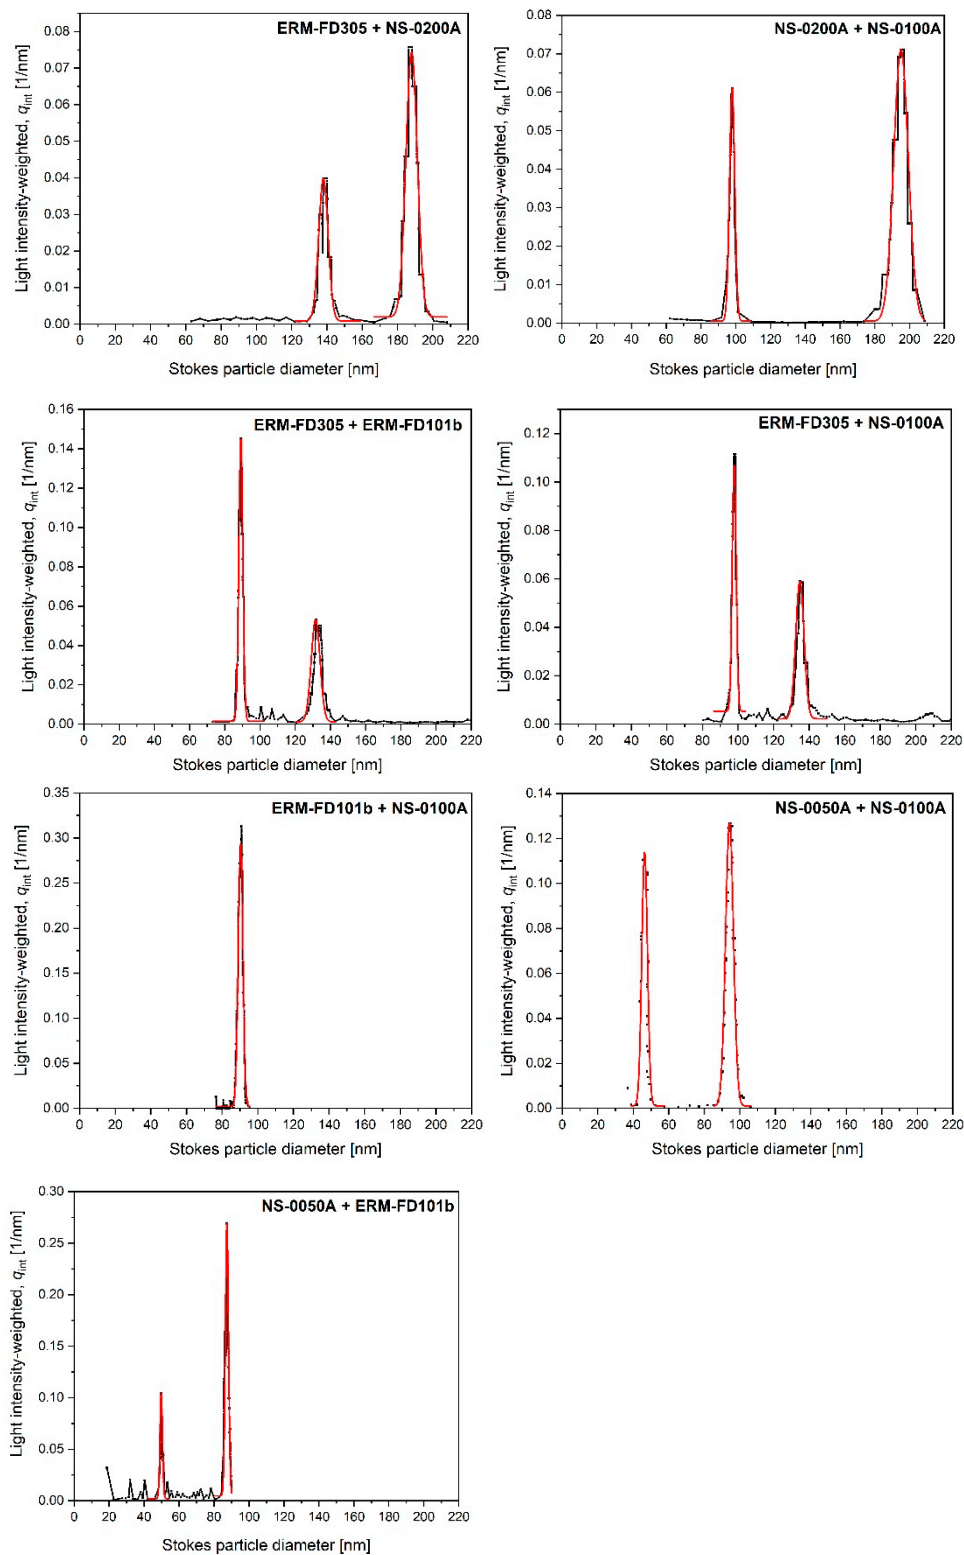 ERM-FD305 + NS-0200A
Light intensity-weighted, qint [1/nm]
0.08
0.07
0.06
0.05
0.04
0.03
0.02
0.01
0.00
0 20 40 60 80 100 120 140 160 180 200 220
Stokes particle diameter [nm]
NS-0200A + NS-0100A
Light intensity-weighted, qint [1/nm]
0.08
0.07
0.06
0.05
0.04
0.03
0.02
0.01
0.00
0 20 40 60 80 100 120 140 160 180 200 220
Stokes particle diameter [nm]
ERM-FD305 + ERM-FD101b
Light intensity-weighted, qint [1/nm]
0.16
0.14
0.12
0.10
0.08
0.06
0.04
0.02
0.00
0 20 40 60 80 100 120 140 160 180 200 220
Stokes particle diameter [nm]
ERM-FD305 + NS-0100A
Light intensity-weighted, qint [1/nm]
0.12
0.10
0.08
0.06
0.04
0.02
0.00
0 20 40 60 80 100 120 140 160 180 200 220
Stokes particle diameter [nm]
ERM-FD101b + NS-0100A
Light intensity-weighted, qint [1/nm]
0.35
0.30
0.25
0.20
0.15
0.10
0.05
0.00
0 20 40 60 80 100 120 140 160 180 200 220
Stokes particle diameter [nm]
NS-0050A + NS-0100A
Light intensity-weighted, qint [1/nm]
0.14
0.12
0.10
0.08
0.06
0.04
0.02
0.00
0 20 40 60 80 100 120 140 160 180 200 220
Stokes particle diameter [nm]
NS-0050A + ERM-FD101b
Light intensity-weighted, qint [1/nm]
0.30
0.25
0.20
0.15
0.10
0.05
0.00
0 20 40 60 80 100 120 140 160 180 200 220
Stokes particle diameter [nm]